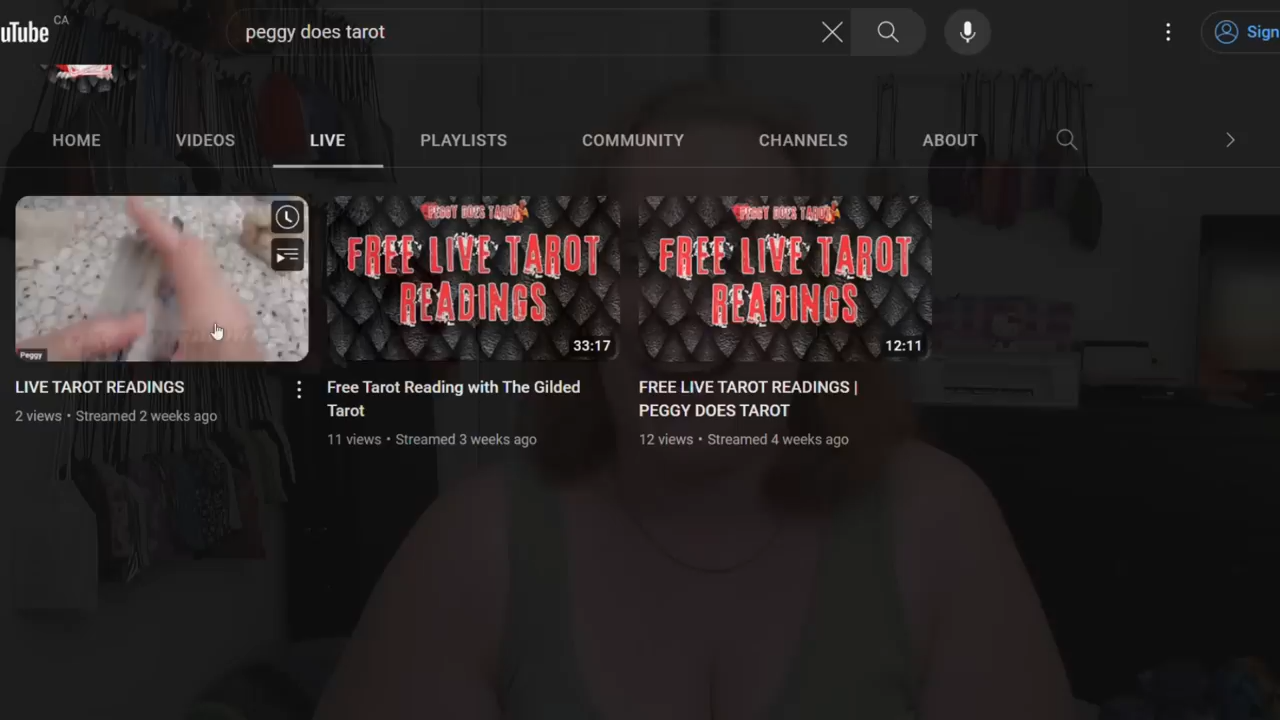 uTube CA
peggy does tarot
Sign
HOME VIDEOS LIVE PLAYLISTS COMMUNITY CHANNELS ABOUT
PEGGY DOES TAROT
FREE LIVE TAROT
READINGS
33:17
PEGGY DOES TAROT
FREE LIVE TAROT
READINGS
12:11
Peggy
LIVE TAROT READINGS
2 views • Streamed 2 weeks ago
Free Tarot Reading with The Gilded
Tarot
11 views • Streamed 3 weeks ago
FREE LIVE TAROT READINGS |
PEGGY DOES TAROT
12 views • Streamed 4 weeks ago